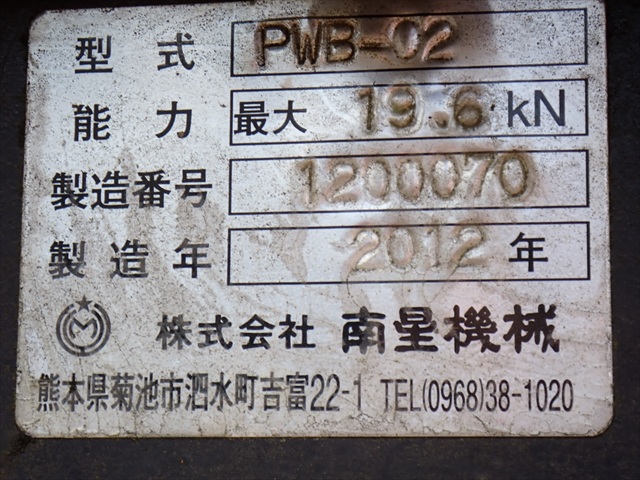 型式 PWB-02
能力 最大 19.6 kN
製造番号 1200070
製造年 2012 年
株式会社 南星機械
熊本県菊池市泗水町吉富22-1 TEL(0968)38-1020